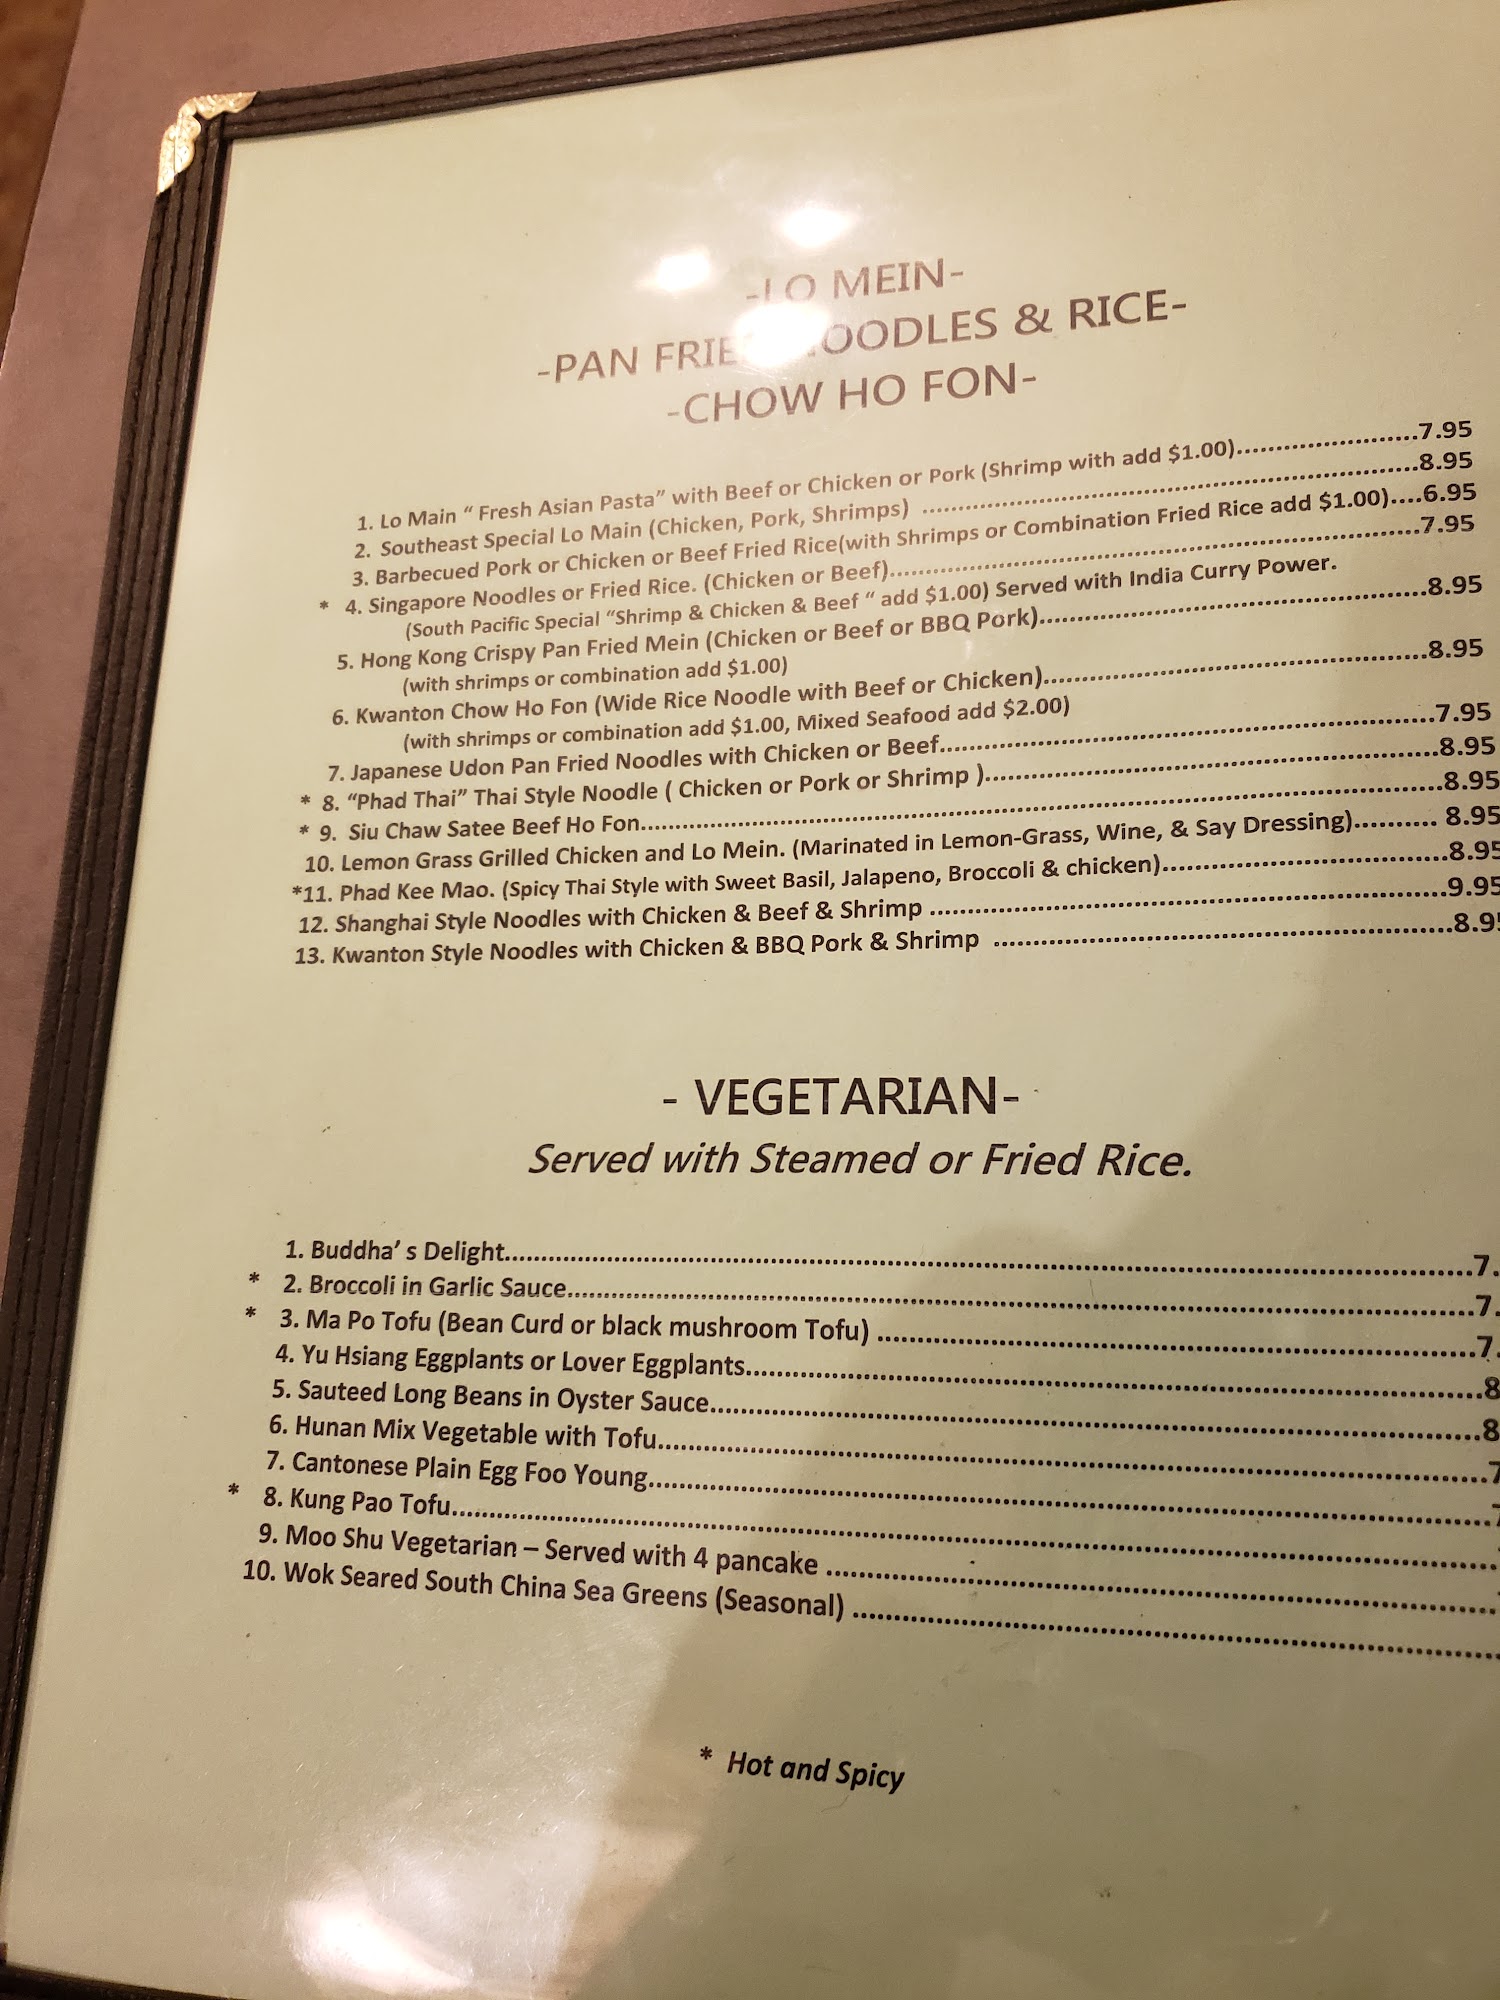 -LO MEIN-
-PAN FRIED NOODLES & RICE-
-CHOW HO FON-
1. Lo Main “ Fresh Asian Pasta” with Beef or Chicken or Pork (Shrimp with add $1.00)........................7.95
2. Southeast Special Lo Main (Chicken, Pork, Shrimps) ........................8.95
3. Barbecued Pork or Chicken or Beef Fried Rice(with Shrimps or Combination Fried Rice add $1.00)....6.95
* 4. Singapore Noodles or Fried Rice. (Chicken or Beef)........................7.95
(South Pacific Special “Shrimp & Chicken & Beef “ add $1.00) Served with India Curry Power.
5. Hong Kong Crispy Pan Fried Mein (Chicken or Beef or BBQ Pork)........................8.95
(with shrimps or combination add $1.00)
6. Kwanton Chow Ho Fon (Wide Rice Noodle with Beef or Chicken)........................8.95
(with shrimps or combination add $1.00, Mixed Seafood add $2.00)
7. Japanese Udon Pan Fried Noodles with Chicken or Beef........................7.95
* 8. “Phad Thai” Thai Style Noodle ( Chicken or Pork or Shrimp )........................8.95
* 9. Siu Chaw Satee Beef Ho Fon........................8.95
10. Lemon Grass Grilled Chicken and Lo Mein. (Marinated in Lemon-Grass, Wine, & Say Dressing).......... 8.95
*11. Phad Kee Mao. (Spicy Thai Style with Sweet Basil, Jalapeno, Broccoli & chicken)........................8.95
12. Shanghai Style Noodles with Chicken & Beef & Shrimp ........................9.95
13. Kwanton Style Noodles with Chicken & BBQ Pork & Shrimp ........................8.9
- VEGETARIAN-
Served with Steamed or Fried Rice.
1. Buddha’ s Delight........................7.
* 2. Broccoli in Garlic Sauce........................7.
* 3. Ma Po Tofu (Bean Curd or black mushroom Tofu) ........................7.
4. Yu Hsiang Eggplants or Lover Eggplants........................8
5. Sauteed Long Beans in Oyster Sauce........................8
6. Hunan Mix Vegetable with Tofu........................7
7. Cantonese Plain Egg Foo Young........................
* 8. Kung Pao Tofu........................
9. Moo Shu Vegetarian – Served with 4 pancake ........................
10. Wok Seared South China Sea Greens (Seasonal) ........................
* Hot and Spicy